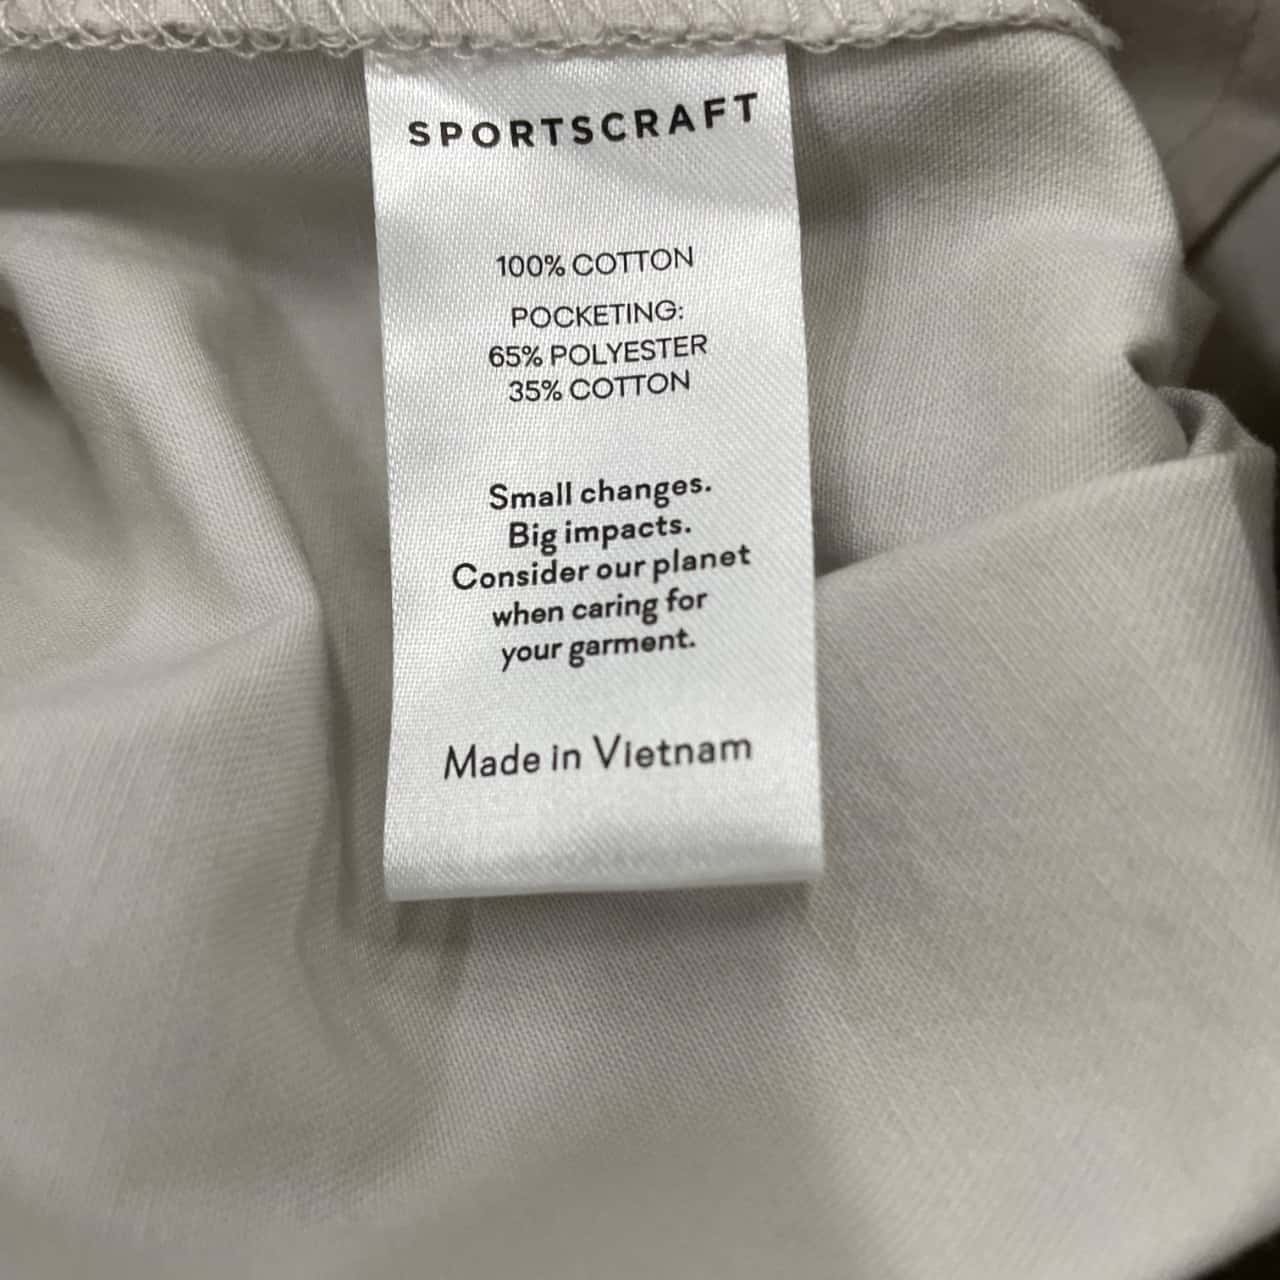 SPORTSCRAFT
100% COTTON
POCKETING:
65% POLYESTER
35% COTTON
Small changes.
Big impacts.
Consider our planet
when caring for
your garment.
Made in Vietnam